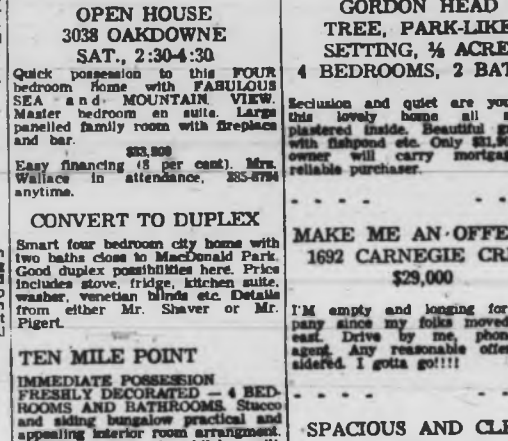 OPEN HOUSE
3038 OAKDOWNE
SAT., 2:30-4:30
Quick possession to this FOUR
bedroom Home with FABULOUS
SEA and MOUNTAIN VIEW.
Master bedroom en suite. Large
panelled family room with fireplace
and bar.
Easy financing (8 per cent). Mrs.
Wallace in attendance,
anytime.
CONVERT TO DUPLEX
Smart four bedroom city home with
two baths close to MacDonald Park.
Good duplex possibilities here. Price
includes stove, fridge, kitchen suite,
washer, venetian blinds etc. Details
from either Mr. Shaver or Mr.
Pigert.
TEN MILE POINT
IMMEDIATE POSSESSION
FRESHLY DECORATED — 4 BED-
ROOMS AND BATHROOMS. Stucco
and siding bungalow practical and
appealing interior room arrangment.
GORDON HEAD
TREE, PARK-LIKE
SETTING, ½ ACRE
4 BEDROOMS, 2 BAT
Seclusion and quiet are you
this lovely home all
plastered inside. Beautiful
with fishpond etc. Only
owner will carry mortgag
reliable purchaser.
- - - - - -
MAKE ME AN OFFE
1692 CARNEGIE CR
$29,000
I'M empty and longing for
pany since my folks moved
east. Drive by me, phon
agent. Any reasonable offe
sidered. I gotta go!!!!
- - - - - -
SPACIOUS AND CLE